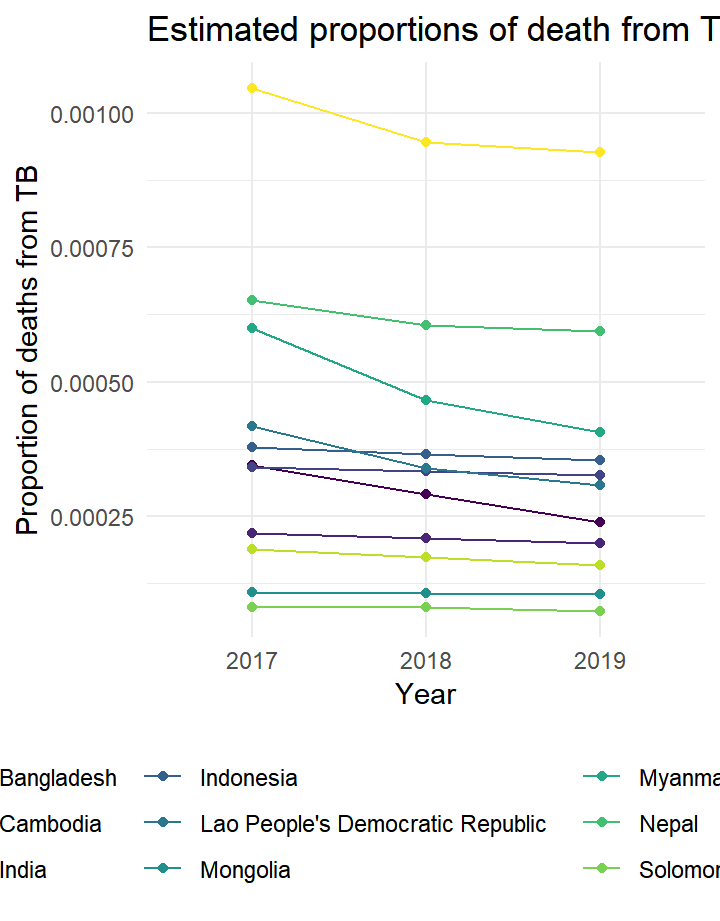 Estimated proportions of death from T
0.00100
0.00075
0.00050
0.00025
Proportion of deaths from TB
2017 2018 2019
Year
Bangladesh Indonesia Myanma
Cambodia Lao People's Democratic Republic Nepal
India Mongolia Solomon